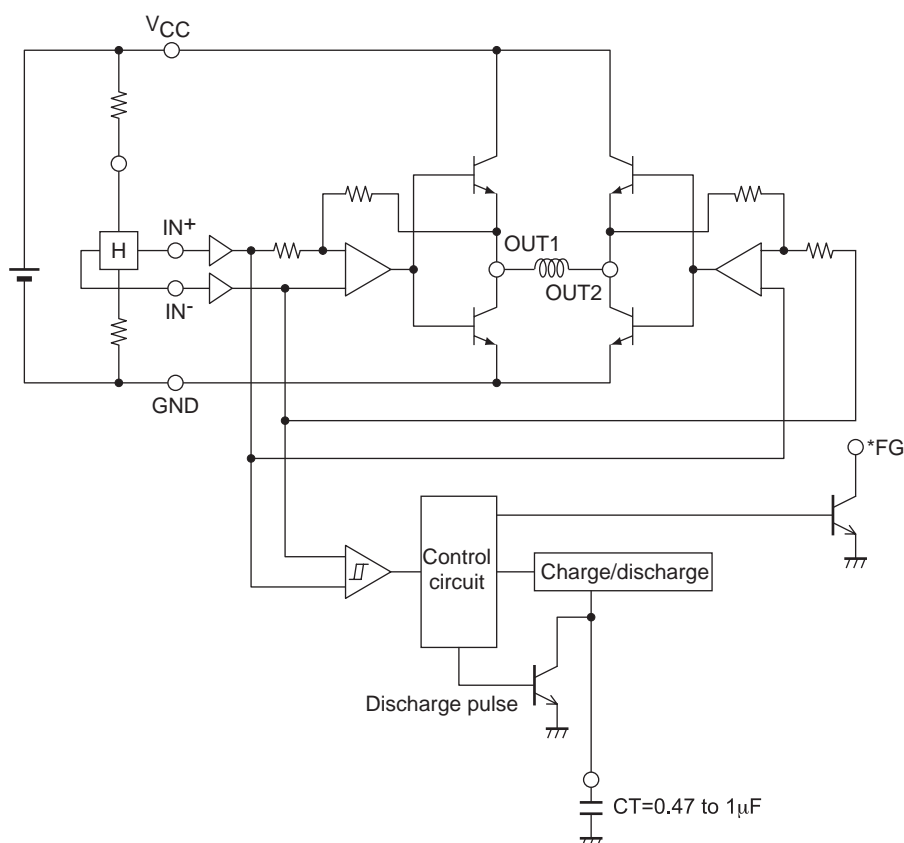 VCC
IN+
H
IN-
GND
OUT1
OUT2
*FG
Control
circuit
Charge/discharge
Discharge pulse
CT=0.47 to 1μF